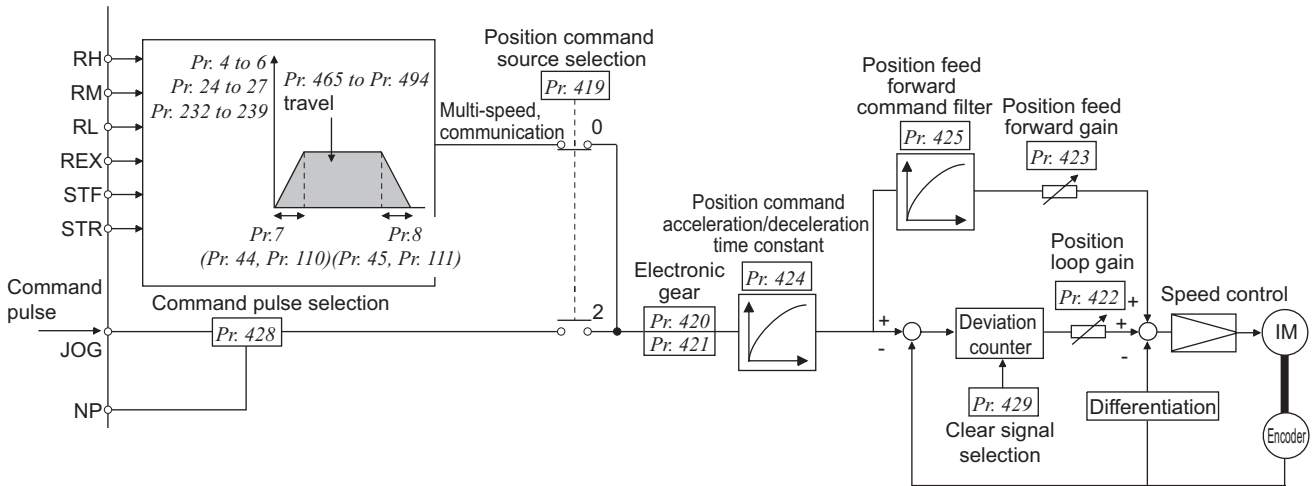 RH
RM
RL
REX
STF
STR
Pr. 4 to 6
Pr. 24 to 27
Pr. 232 to 239
Pr. 465 to Pr. 494
travel
Pr.7
(Pr. 44, Pr. 110)
Pr.8
(Pr. 45, Pr. 111)
Multi-speed,
communication
Position command
source selection
Pr. 419
0
2
Command
pulse
JOG
NP
Command pulse selection
Pr. 428
Electronic
gear
Pr. 420
Pr. 421
Position command
acceleration/deceleration
time constant
Pr. 424
Position feed
forward
command filter
Pr. 425
Position feed
forward gain
Pr. 423
Position
loop gain
Pr. 422
+
-
Deviation
counter
Pr. 429
Clear signal
selection
+
+
-
Speed control
IM
Differentiation
Encoder